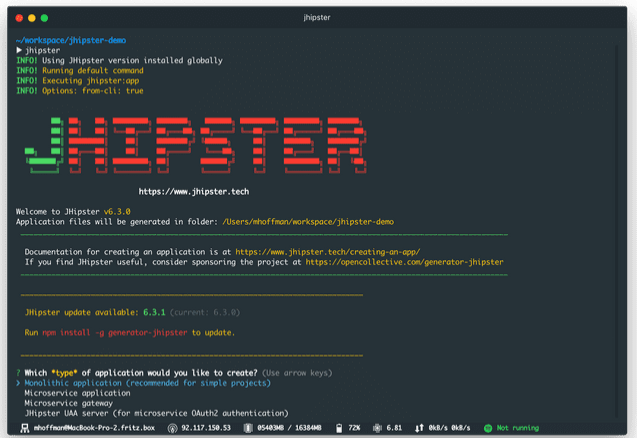 jhipster
~/workspace/jhipster-demo
▶ jhipster
INFO! Using JHipster version installed globally
INFO! Running default command
INFO! Executing jhipster:app
INFO! Options: from-cli: true
JHIPSTER
https://www.jhipster.tech
Welcome to JHipster v6.3.0
Application files will be generated in folder: /Users/mhoffman/workspace/jhipster-demo
Documentation for creating an application is at https://www.jhipster.tech/creating-an-app/
If you find JHipster useful, consider sponsoring the project at https://opencollective.com/generator-jhipster
JHipster update available: 6.3.1 (current: 6.3.0)
Run npm install -g generator-jhipster to update.
? Which *type* of application would you like to create? (Use arrow keys)
❯ Monolithic application (recommended for simple projects)
Microservice application
Microservice gateway
JHipster UAA server (for microservice OAuth2 authentication)
mhoffman@MacBook-Pro-2.fritz.box 92.117.150.53 05403MB / 16384MB 72% 6.81 0kB/s 0kB/s Not running